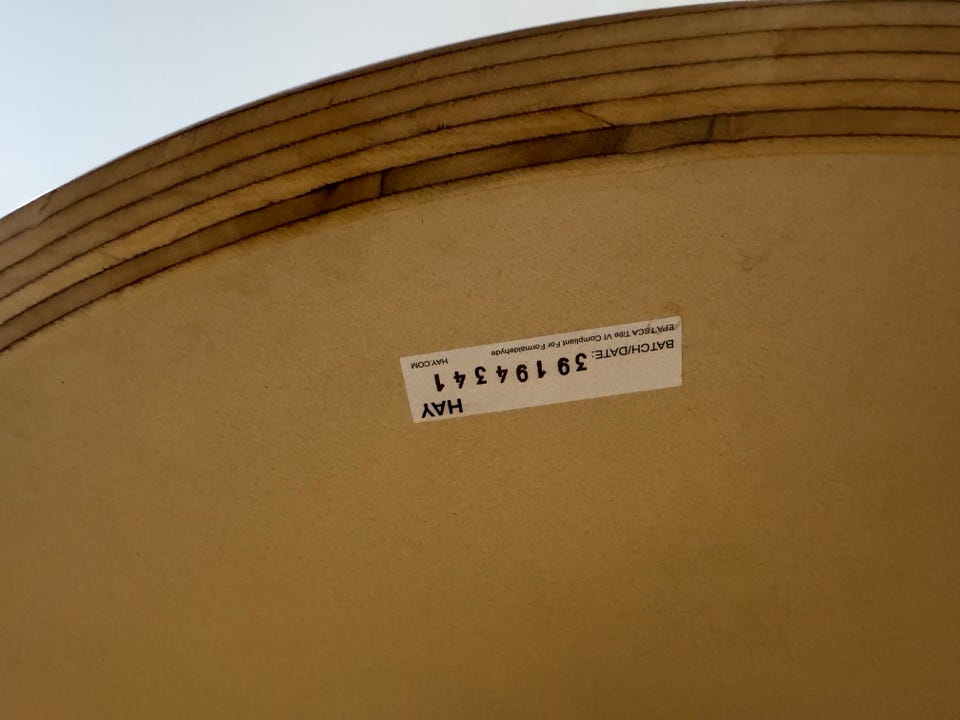 HAY
39194341
BATCH/DATE:
HAY.COM
EPA TSCA Title VI Compliant For Formaldehyde